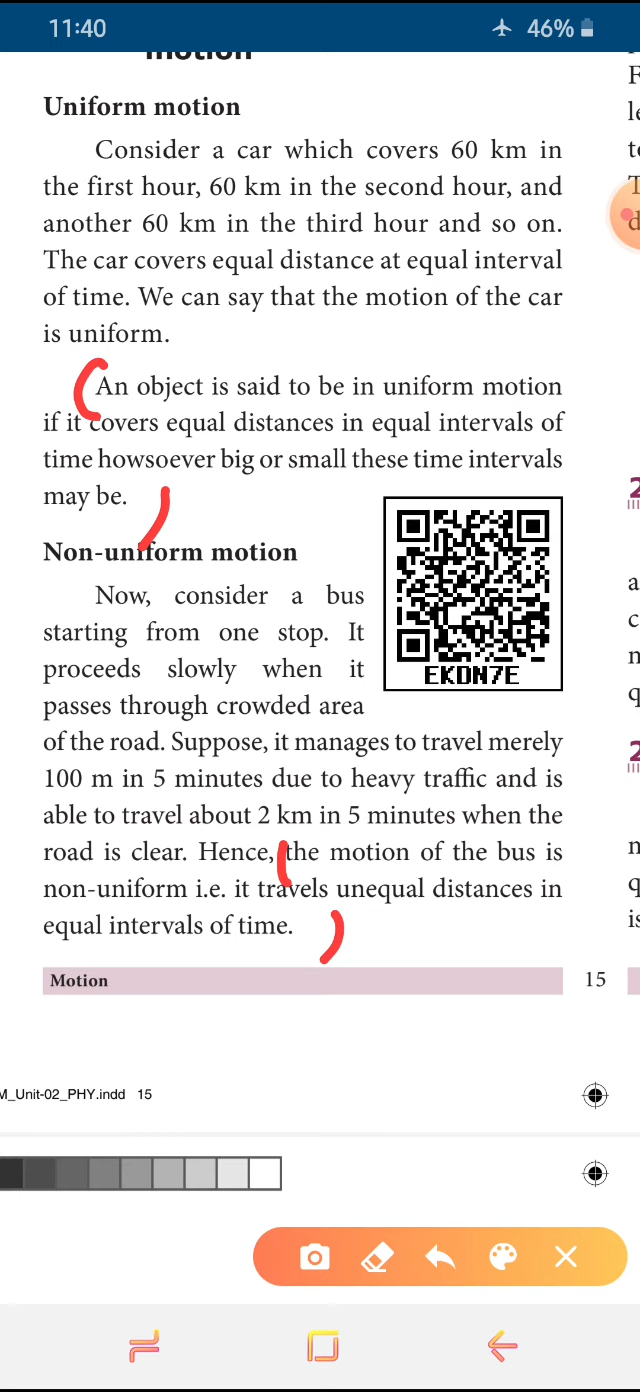 11:40
46%
motion
Uniform motion
Consider a car which covers 60 km in
the first hour, 60 km in the second hour, and
another 60 km in the third hour and so on.
The car covers equal distance at equal interval
of time. We can say that the motion of the car
is uniform.
An object is said to be in uniform motion
if it covers equal distances in equal intervals of
time howsoever big or small these time intervals
may be.
Non-uniform motion
Now, consider a bus
starting from one stop. It
proceeds slowly when it
passes through crowded area
EKDN7E
of the road. Suppose, it manages to travel merely
100 m in 5 minutes due to heavy traffic and is
able to travel about 2 km in 5 minutes when the
road is clear. Hence, the motion of the bus is
non-uniform i.e. it travels unequal distances in
equal intervals of time.
Motion
15
M_Unit-02_PHY.indd 15